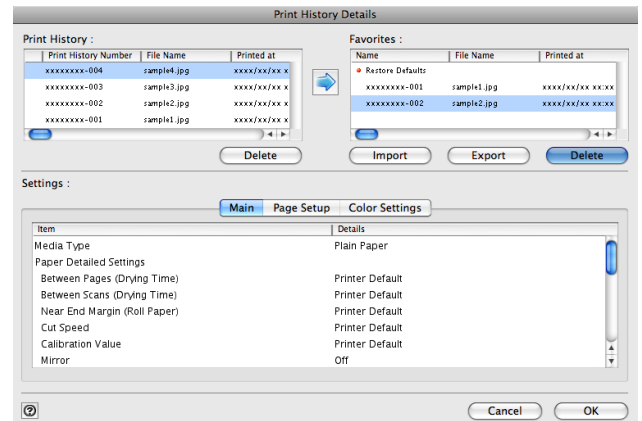 Print History Details
Print History :
Print History Number File Name Printed at
xxxxxxxx-004 sample4.jpg xxxx/xx/xx x
xxxxxxxx-003 sample3.jpg xxxx/xx/xx x
xxxxxxxx-002 sample2.jpg xxxx/xx/xx x
xxxxxxxx-001 sample1.jpg xxxx/xx/xx x
Delete
Favorites :
Name File Name Printed at
Restore Defaults
xxxxxxxx-001 sample1.jpg xxxx/xx/xx xx:xx
xxxxxxxx-002 sample2.jpg xxxx/xx/xx xx:xx
Import Export Delete
Settings :
Main Page Setup Color Settings
Item Details
Media Type Plain Paper
Paper Detailed Settings
Between Pages (Drying Time) Printer Default
Between Scans (Drying Time) Printer Default
Near End Margin (Roll Paper) Printer Default
Cut Speed Printer Default
Calibration Value Printer Default
Mirror Off
? Cancel OK